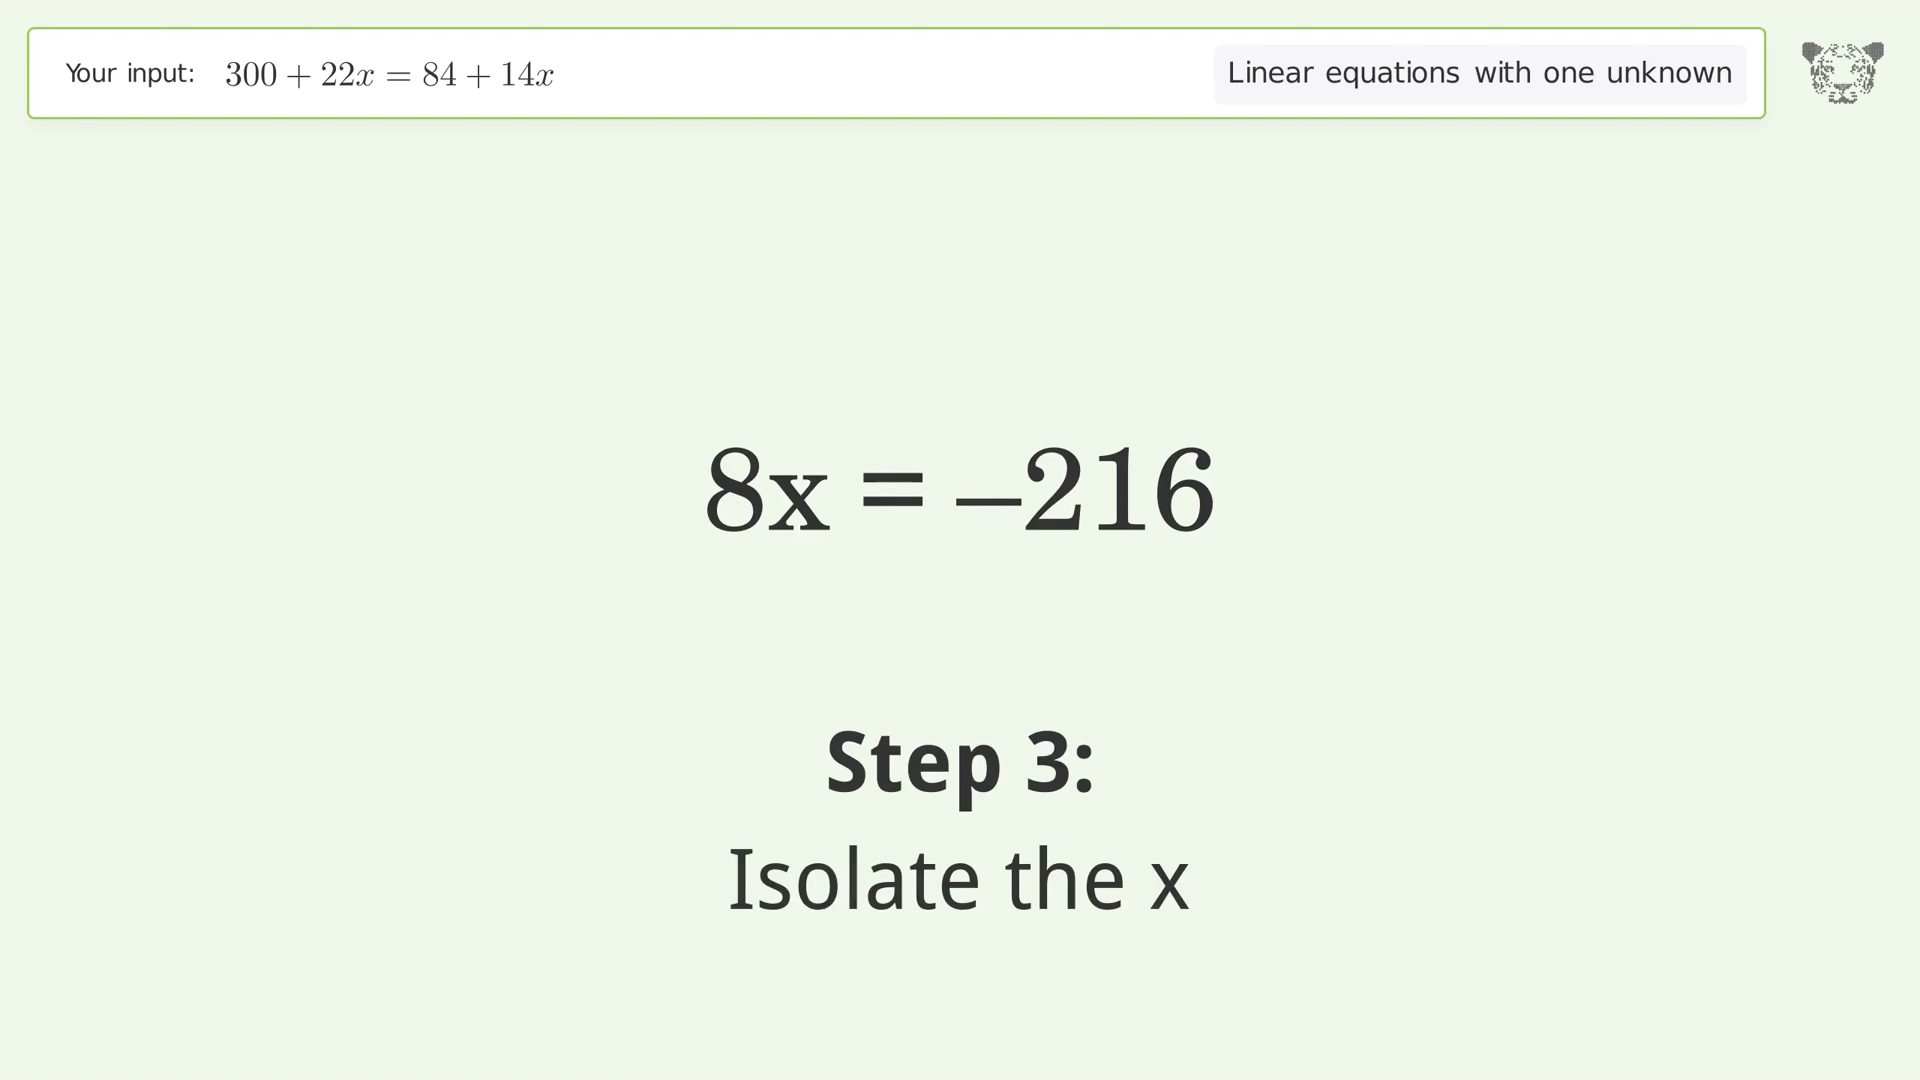 Your input: 300 + 22x = 84 + 14x
Linear equations with one unknown
8x = –216
Step 3:
Isolate the x